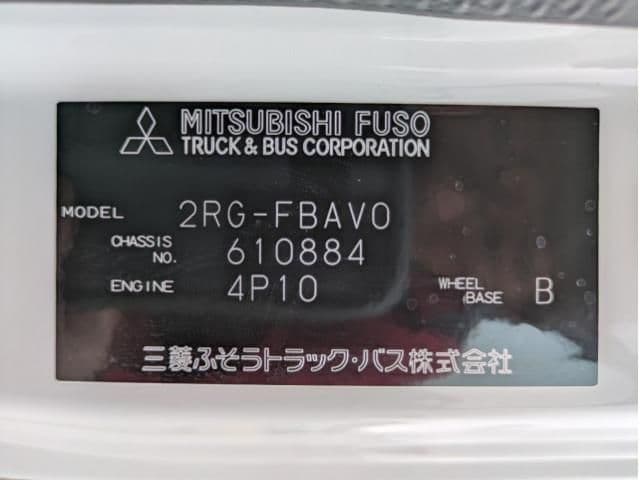 MITSUBISHI FUSO
TRUCK & BUS CORPORATION
MODEL 2RG-FBAV0
CHASSIS NO. 610884
ENGINE 4P10 WHEEL BASE B
三菱ふそうトラック・バス株式会社